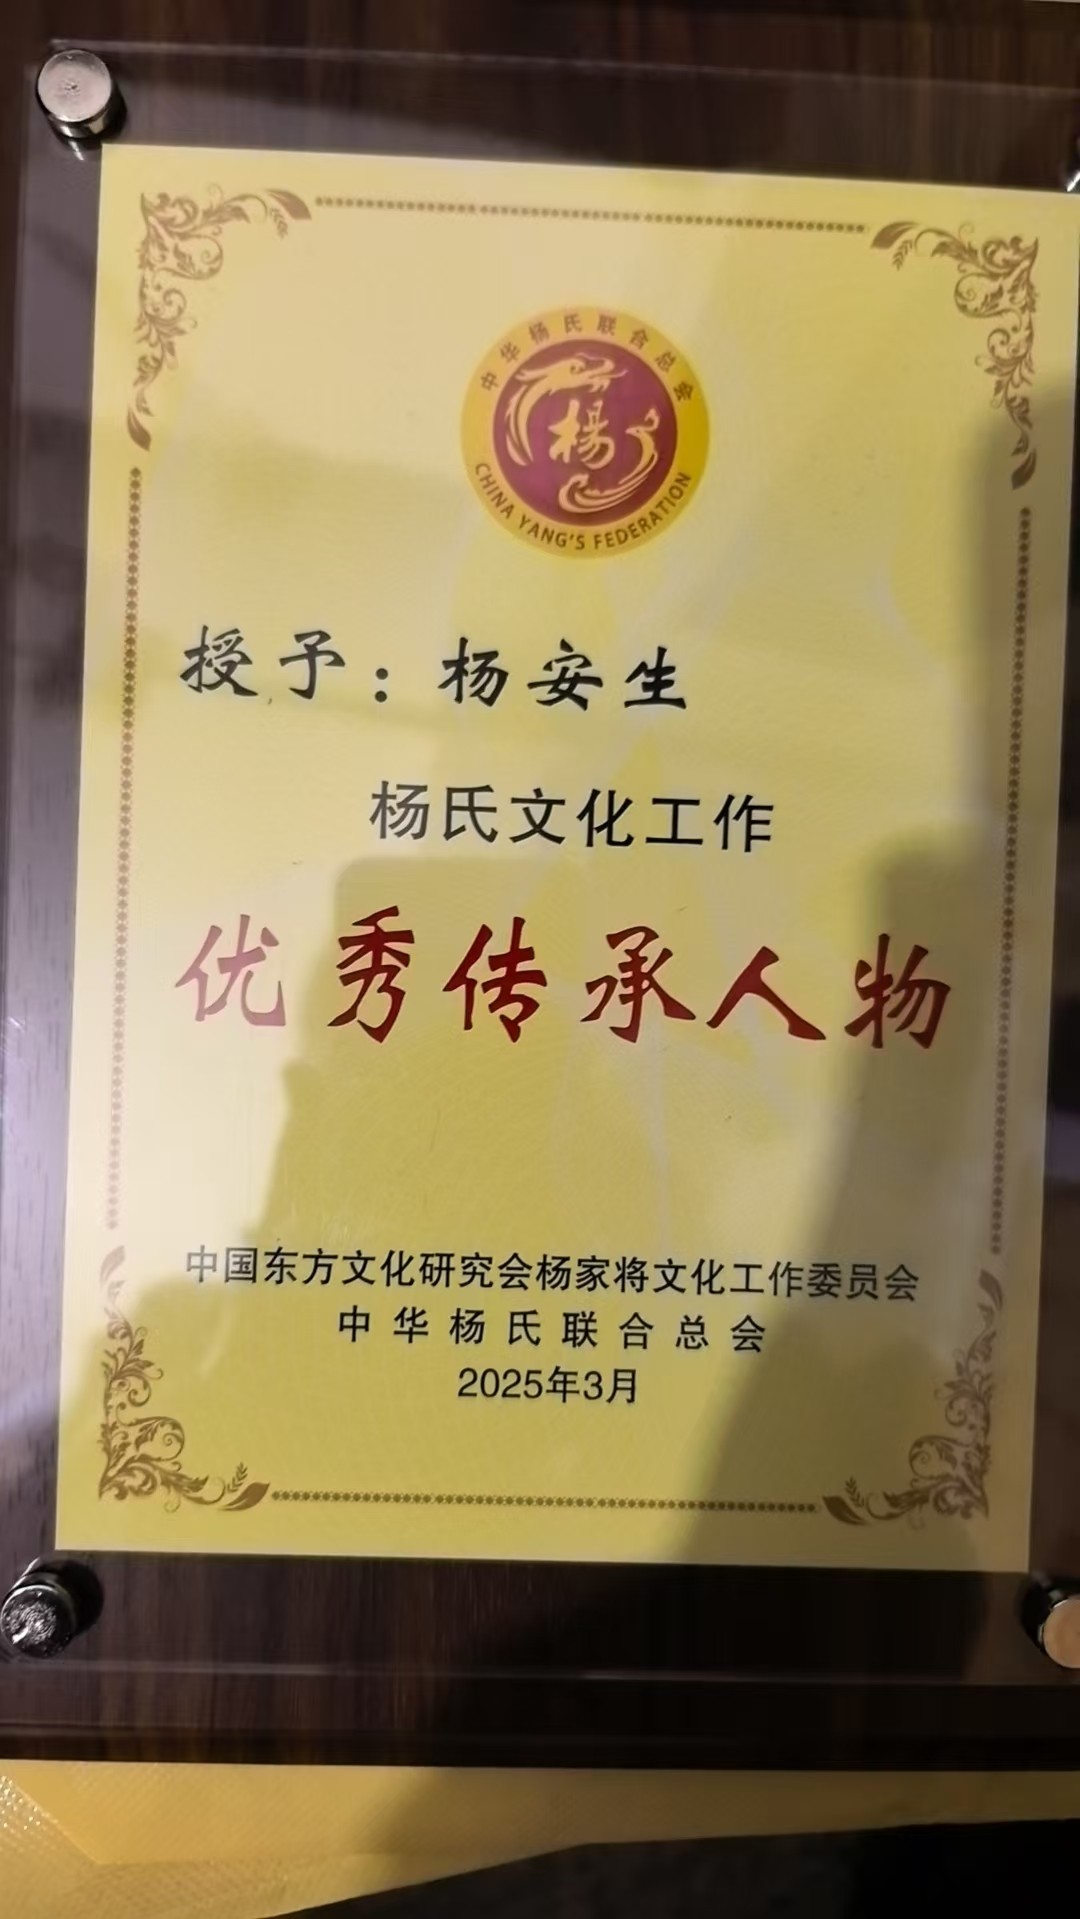 中华杨氏联合总会
楊
CHINA YANG'S FEDERATION
授予：杨安生
杨氏文化工作
优秀传承人物
中国东方文化研究会杨家将文化工作委员会
中华杨氏联合总会
2025年3月